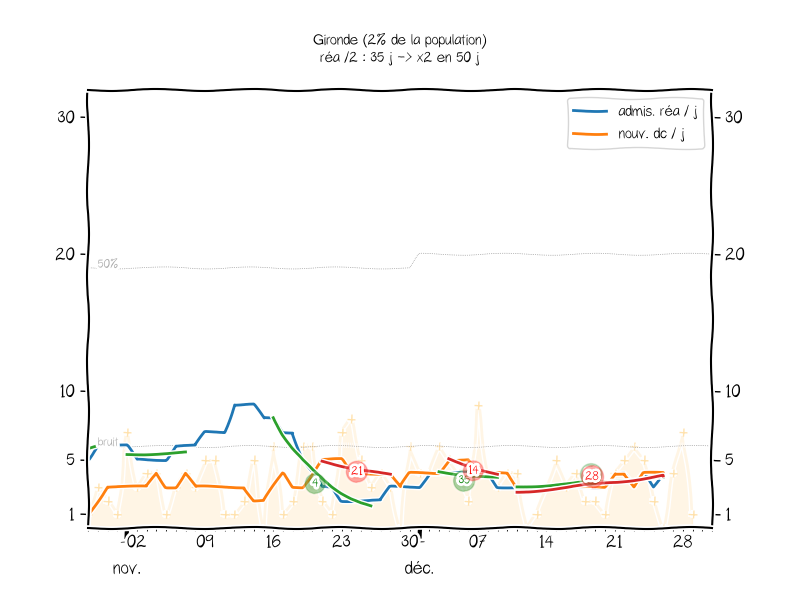 Gironde (2% de la population)
réa /2 : 35 j -> x2 en 50 j
admis. réa / j
nouv. dc / j
30 30
20 20
50%
10 10
bruit
5 5
21 14 28
4 35
1 1
02 09 16 23 30 07 14 21 28
nov. déc.